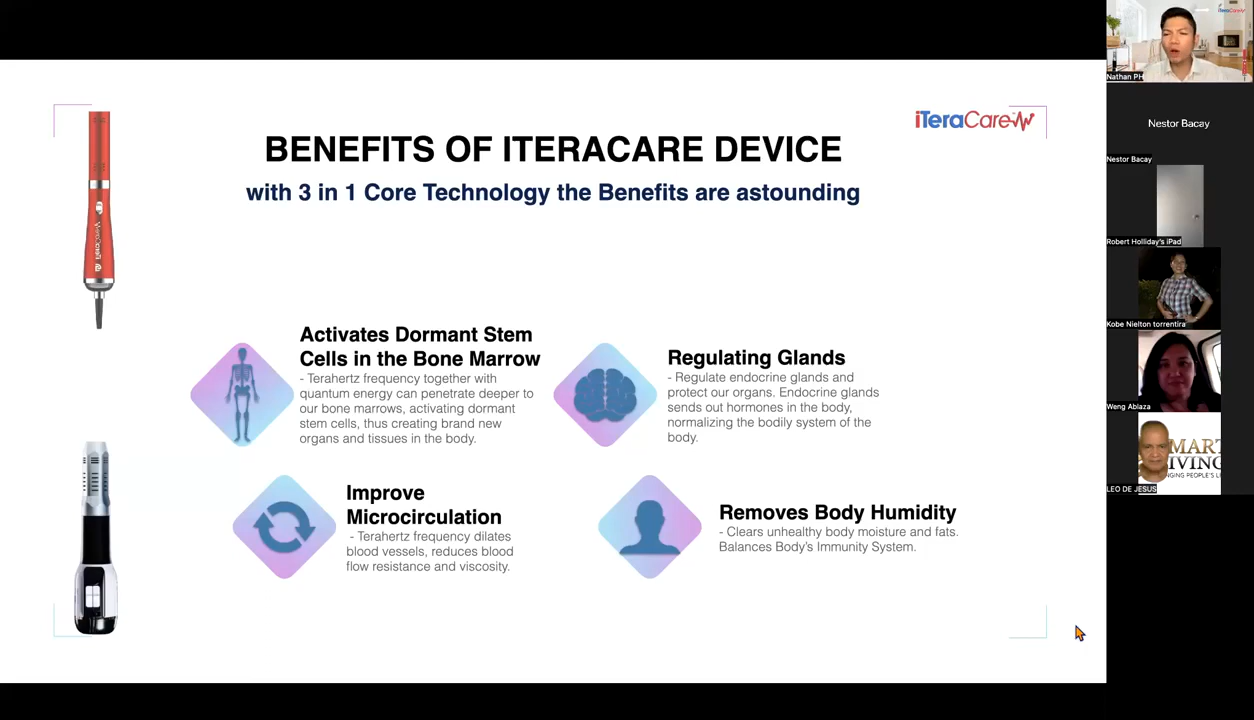 iTeraCare
BENEFITS OF ITERACARE DEVICE
with 3 in 1 Core Technology the Benefits are astounding
Activates Dormant Stem
Cells in the Bone Marrow
- Terahertz frequency together with
quantum energy can penetrate deeper to
our bone marrows, activating dormant
stem cells, thus creating brand new
organs and tissues in the body.
Regulating Glands
- Regulate endocrine glands and
protect our organs. Endocrine glands
sends out hormones in the body,
normalizing the bodily system of the
body.
Improve
Microcirculation
- Terahertz frequency dilates
blood vessels, reduces blood
flow resistance and viscosity.
Removes Body Humidity
- Clears unhealthy body moisture and fats.
Balances Body's Immunity System.
iTeraCare
Nathan PH
Nestor Bacay
Nestor Bacay
Robert Holliday's iPad
Kobe Nielton torrentira
Weng Ablaza
MART
IVING
NGING PEOPLE'S L
LEO DE JESUS